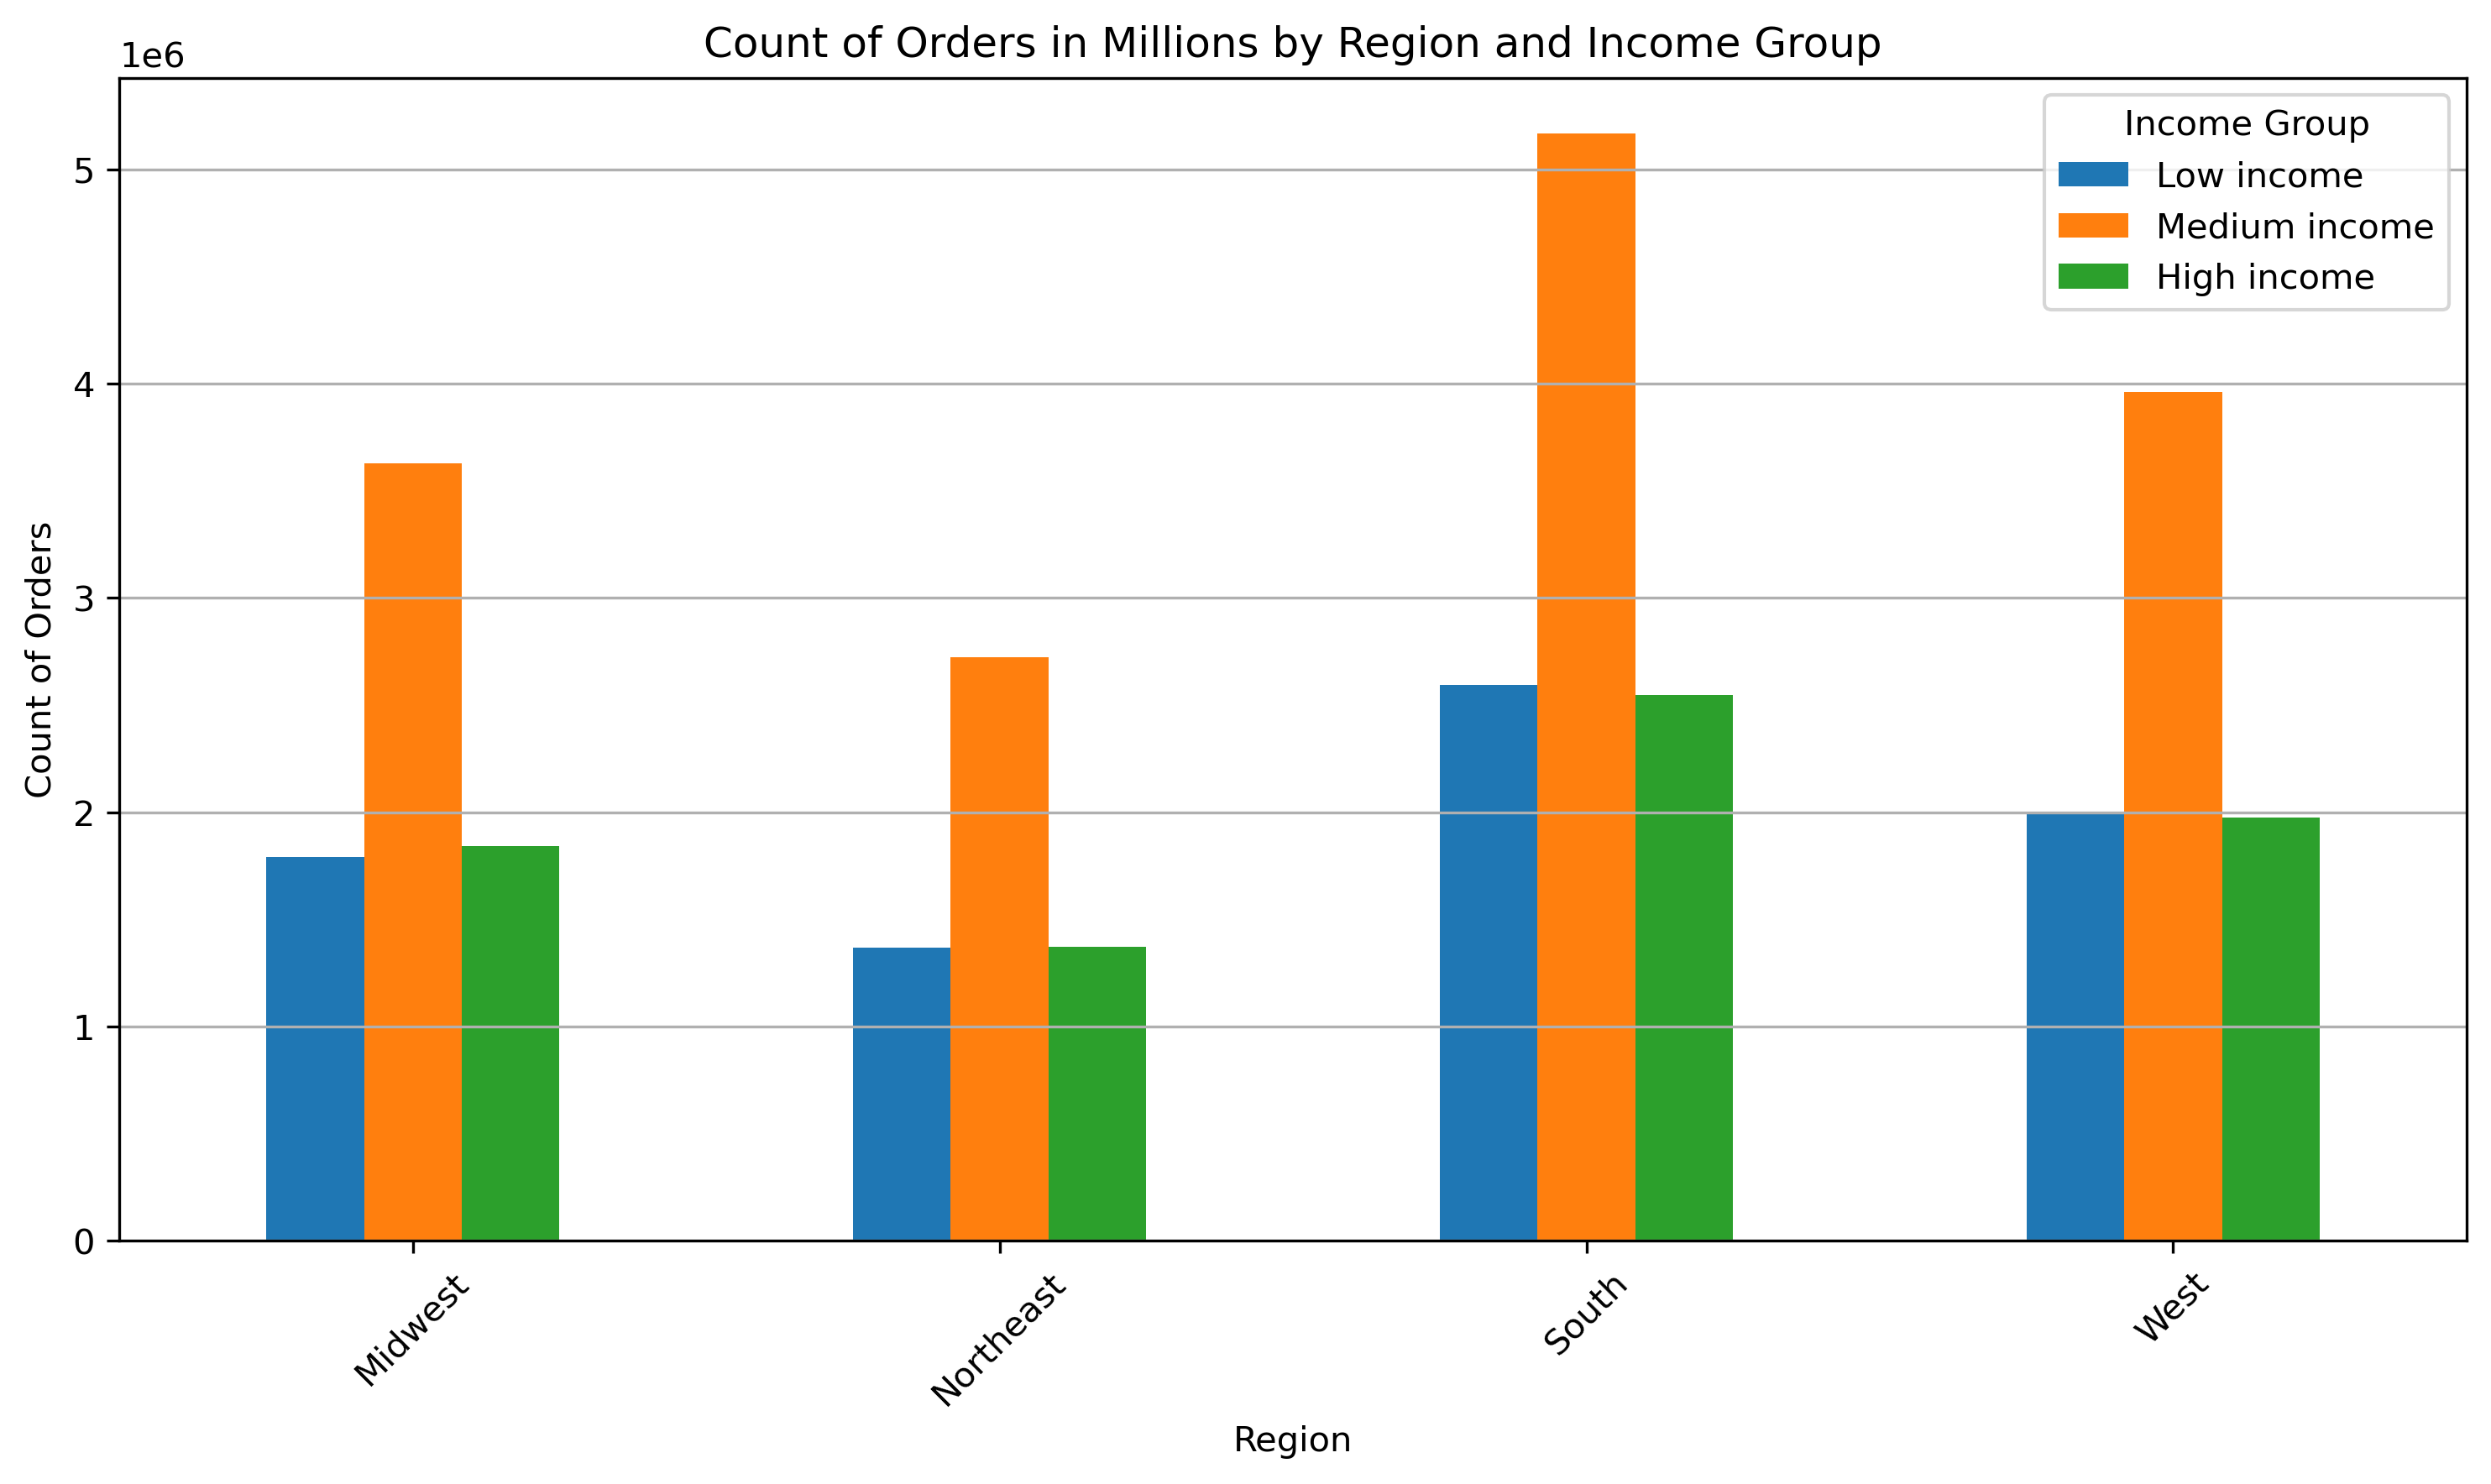 Count of Orders in Millions by Region and Income Group
1e6
Income Group
Low income
Medium income
High income
5
4
3
2
1
0
Count of Orders
Midwest
Northeast
South
West
Region